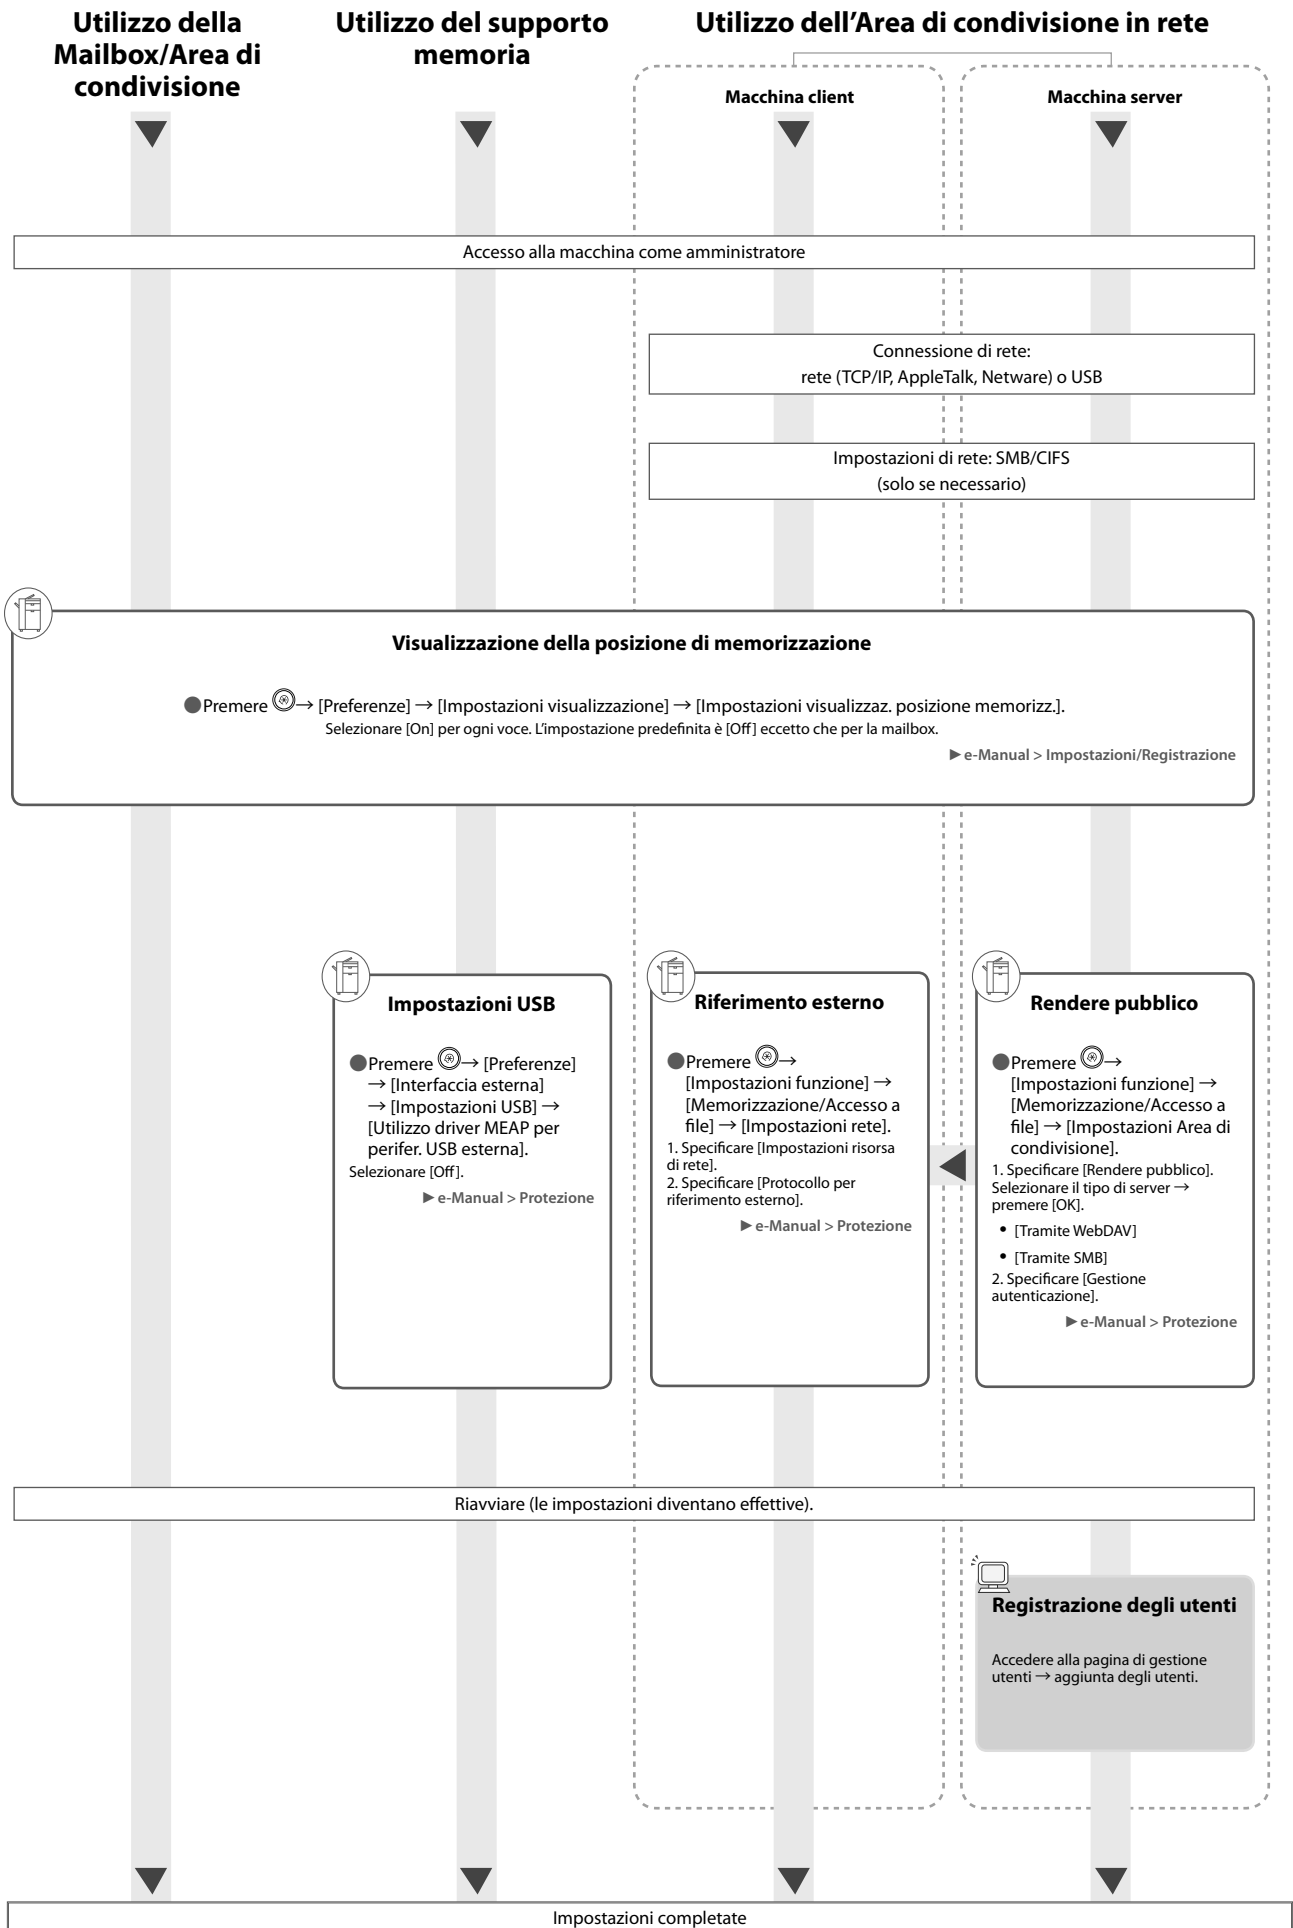 Utilizzo della
Mailbox/Area di
condivisione
Utilizzo del supporto
memoria
Utilizzo dell'Area di condivisione in rete
Macchina client
Macchina server
Accesso alla macchina come amministratore
Connessione di rete:
rete (TCP/IP, AppleTalk, Netware) o USB
Impostazioni di rete: SMB/CIFS
(solo se necessario)
Visualizzazione della posizione di memorizzazione
●Premere → [Preferenze] → [Impostazioni visualizzazione] → [Impostazioni visualizzaz. posizione memorizz.].
Selezionare [On] per ogni voce. L'impostazione predefinita è [Off] eccetto che per la mailbox.
►e-Manual > Impostazioni/Registrazione
Impostazioni USB
●Premere → [Preferenze]
→ [Interfaccia esterna]
→ [Impostazioni USB] →
[Utilizzo driver MEAP per
perifer. USB esterna].
Selezionare [Off].
►e-Manual > Protezione
Riferimento esterno
●Premere →
[Impostazioni funzione] →
[Memorizzazione/Accesso a
file] → [Impostazioni rete].
1. Specificare [Impostazioni risorsa
di rete].
2. Specificare [Protocollo per
riferimento esterno].
►e-Manual > Protezione
Rendere pubblico
●Premere →
[Impostazioni funzione] →
[Memorizzazione/Accesso a
file] → [Impostazioni Area di
condivisione].
1. Specificare [Rendere pubblico].
Selezionare il tipo di server →
premere [OK].
• [Tramite WebDAV]
• [Tramite SMB]
2. Specificare [Gestione
autenticazione].
►e-Manual > Protezione
Riavviare (le impostazioni diventano effettive).
Registrazione degli utenti
Accedere alla pagina di gestione
utenti → aggiunta degli utenti.
Impostazioni completate